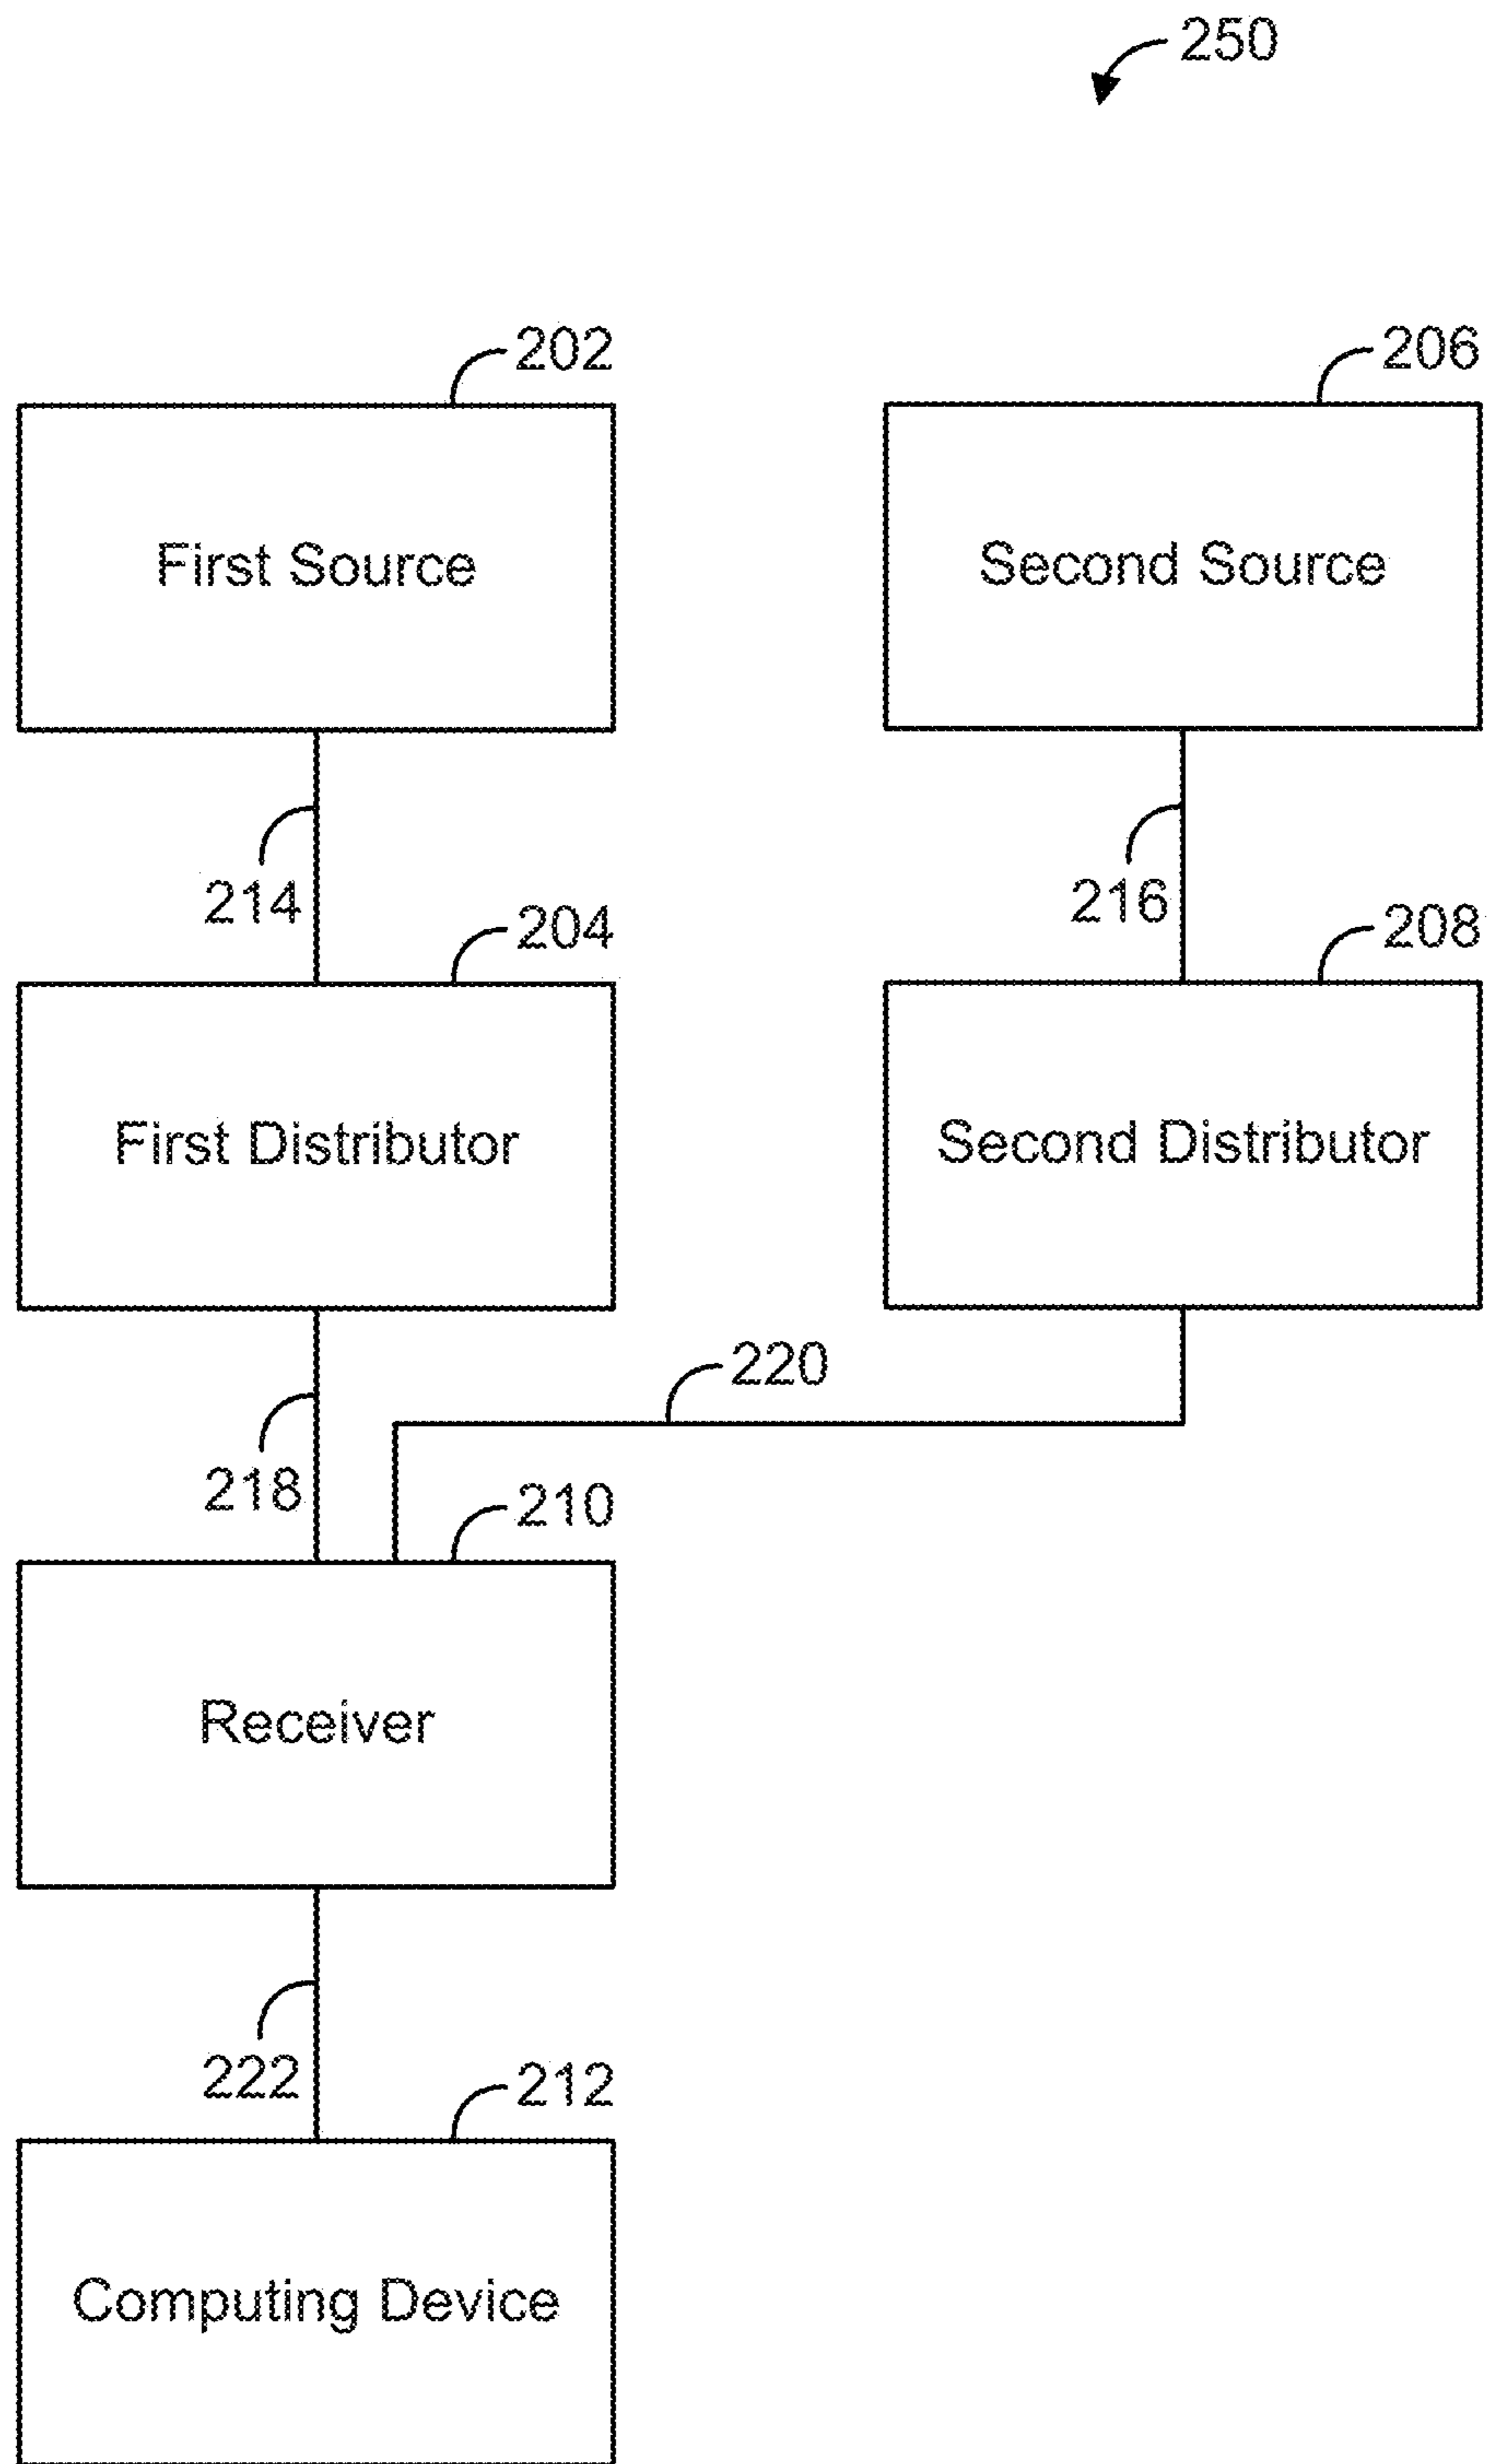 250
202
206
First Source
Second Source
214
216
204
208
First Distributor
Second Distributor
220
218
210
Receiver
222
212
Computing Device